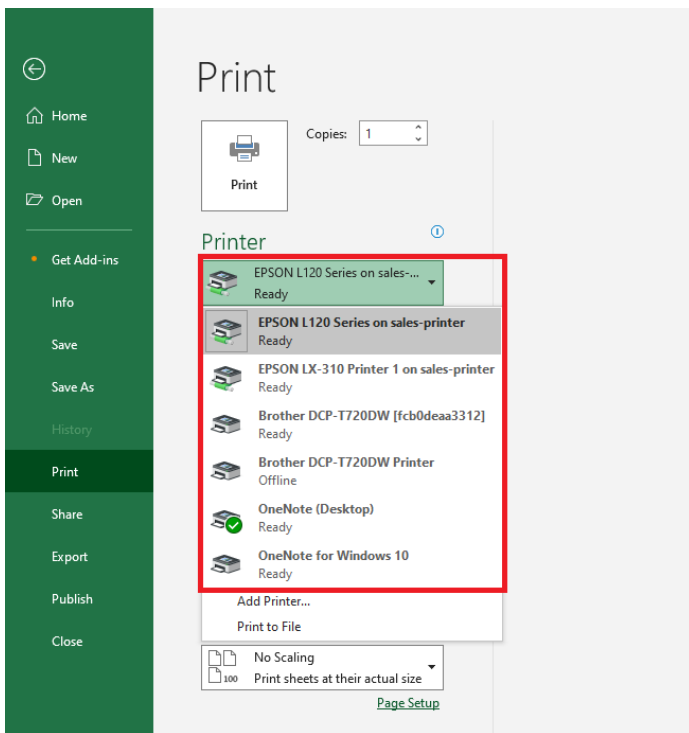 Print
Home
New
Open
Get Add-ins
Info
Save
Save As
History
Print
Share
Export
Publish
Close
Copies: 1
Print
Printer
EPSON L120 Series on sales-...
Ready
EPSON L120 Series on sales-printer
Ready
EPSON LX-310 Printer 1 on sales-printer
Ready
Brother DCP-T720DW [fcb0deaa3312]
Ready
Brother DCP-T720DW Printer
Offline
OneNote (Desktop)
Ready
OneNote for Windows 10
Ready
Add Printer...
Print to File
No Scaling
100 Print sheets at their actual size
Page Setup